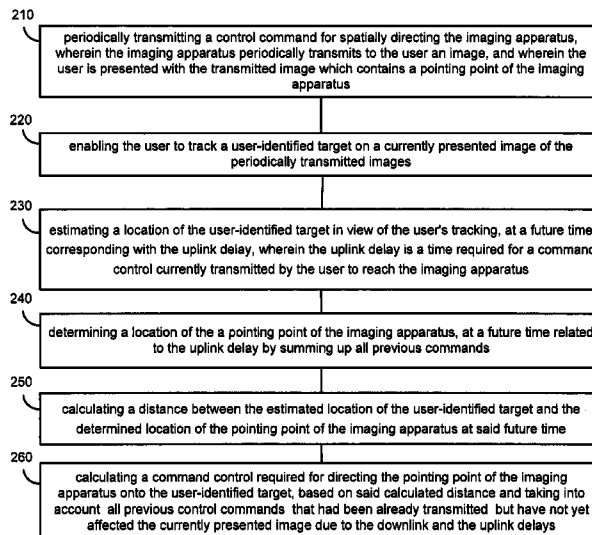 210
periodically transmitting a control command for spatially directing the imaging apparatus,
wherein the imaging apparatus periodically transmits to the user an image, and wherein the
user is presented with the transmitted image which contains a pointing point of the imaging
apparatus
220
enabling the user to track a user-identified target on a currently presented image of the
periodically transmitted images
230
estimating a location of the user-identified target in view of the user's tracking, at a future time
corresponding with the uplink delay, wherein the uplink delay is a time required for a command
control currently transmitted by the user to reach the imaging apparatus
240
determining a location of the a pointing point of the imaging apparatus, at a future time related
to the uplink delay by summing up all previous commands
250
calculating a distance between the estimated location of the user-identified target and the
determined location of the pointing point of the imaging apparatus at said future time
260
calculating a command control required for directing the pointing point of the imaging
apparatus onto the user-identified target, based on said calculated distance and taking into
account all previous control commands that had been already transmitted but have not yet
affected the currently presented image due to the downlink and the uplink delays